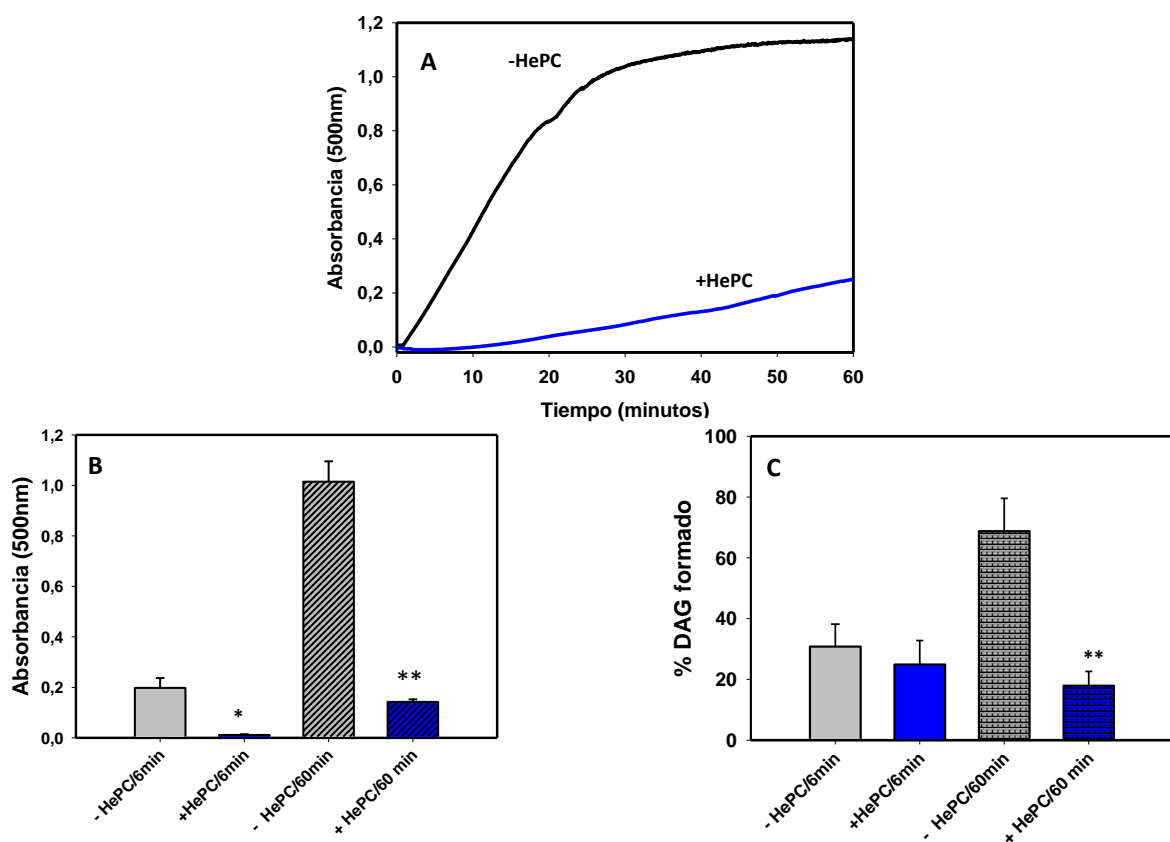 1,2
1,0
0,8
0,6
0,4
0,2
0,0
Absorbancia (500nm)
A
-HePC
+HePC
0 10 20 30 40 50 60
Tiempo (minutos)
1,2
1,0
0,8
0,6
0,4
0,2
0,0
Absorbancia (500nm)
B
*
**
- HePC/6min
+HePC/6min
- HePC/60min
+ HePC/60 min
100
80
60
40
20
0
% DAG formado
C
**
- HePC/6min
+HePC/6min
- HePC/60min
+ HePC/60 min